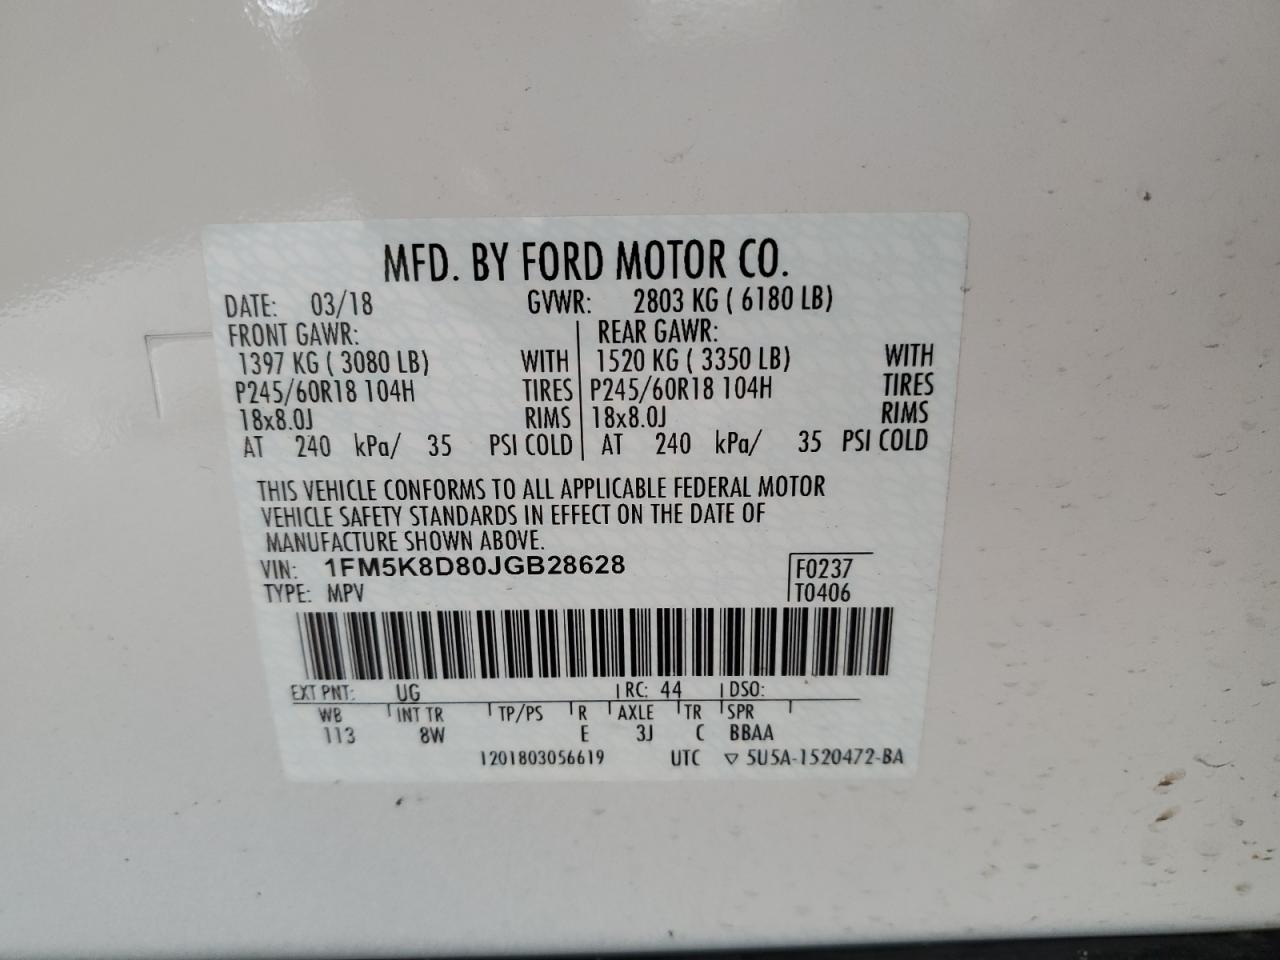 MFD. BY FORD MOTOR CO.
DATE: 03/18 GVWR: 2803 KG ( 6180 LB)
FRONT GAWR: REAR GAWR:
1397 KG ( 3080 LB) WITH 1520 KG ( 3350 LB) WITH
P245/60R18 104H TIRES P245/60R18 104H TIRES
18x8.0J RIMS 18x8.0J RIMS
AT 240 kPa/ 35 PSI COLD AT 240 kPa/ 35 PSI COLD
THIS VEHICLE CONFORMS TO ALL APPLICABLE FEDERAL MOTOR
VEHICLE SAFETY STANDARDS IN EFFECT ON THE DATE OF
MANUFACTURE SHOWN ABOVE.
VIN: 1FM5K8D80JGB28628 F0237
TYPE: MPV T0406
EXT PNT: UG RC: 44 DSO:
WB INT TR TP/PS R AXLE TR SPR
113 8W E 3J C BBAA
1201803056619 UTC ▽ 5U5A-1520472-BA